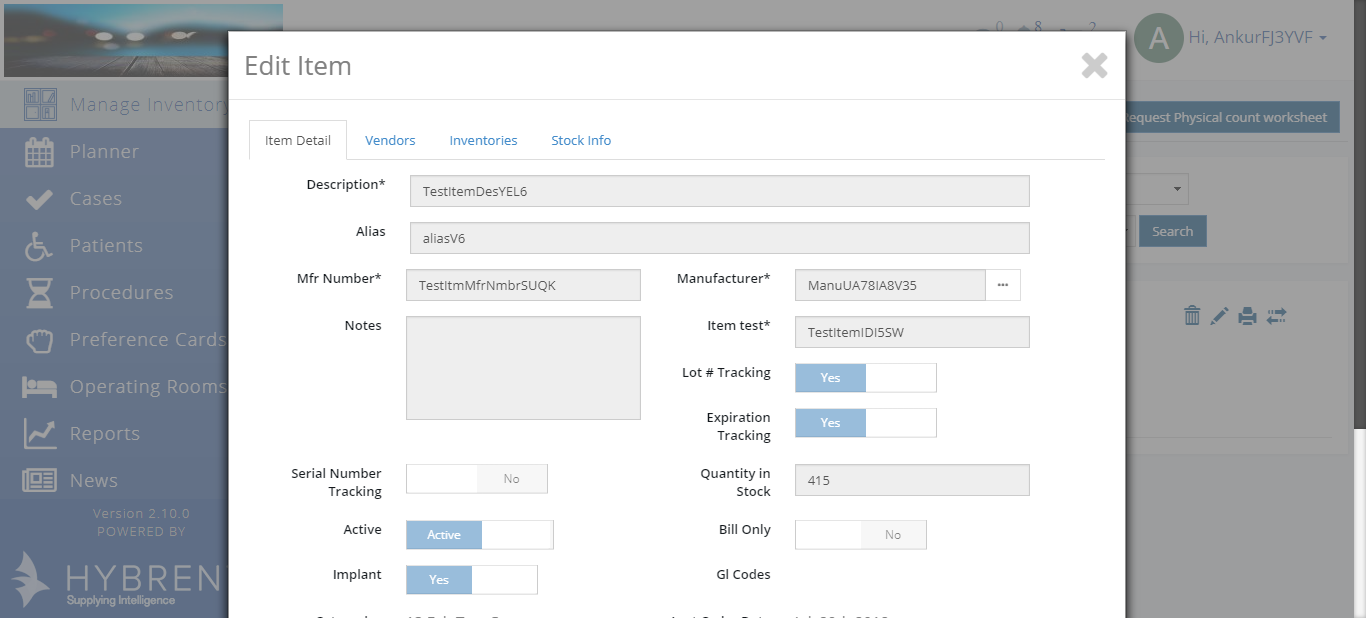 0 8 2
A Hi, AnkurFJ3YVF
Edit Item
Manage Inventory
Request Physical count worksheet
Item Detail Vendors Inventories Stock Info
Planner
Description* TestItemDesYEL6
Cases
Alias aliasV6
Search
Patients
Mfr Number* TestItmMfrNmbrSUQK Manufacturer* ManuUA78IA8V35 ...
Procedures
Notes Item test* TestItemIDI5SW
Preference Cards
Lot # Tracking Yes
Operating Rooms
Expiration Tracking Yes
Reports
Serial Number Tracking No Quantity in Stock 415
News
Version 2.10.0
POWERED BY
Active Active Bill Only No
HYBRENT
Supplying Intelligence
Implant Yes Gl Codes